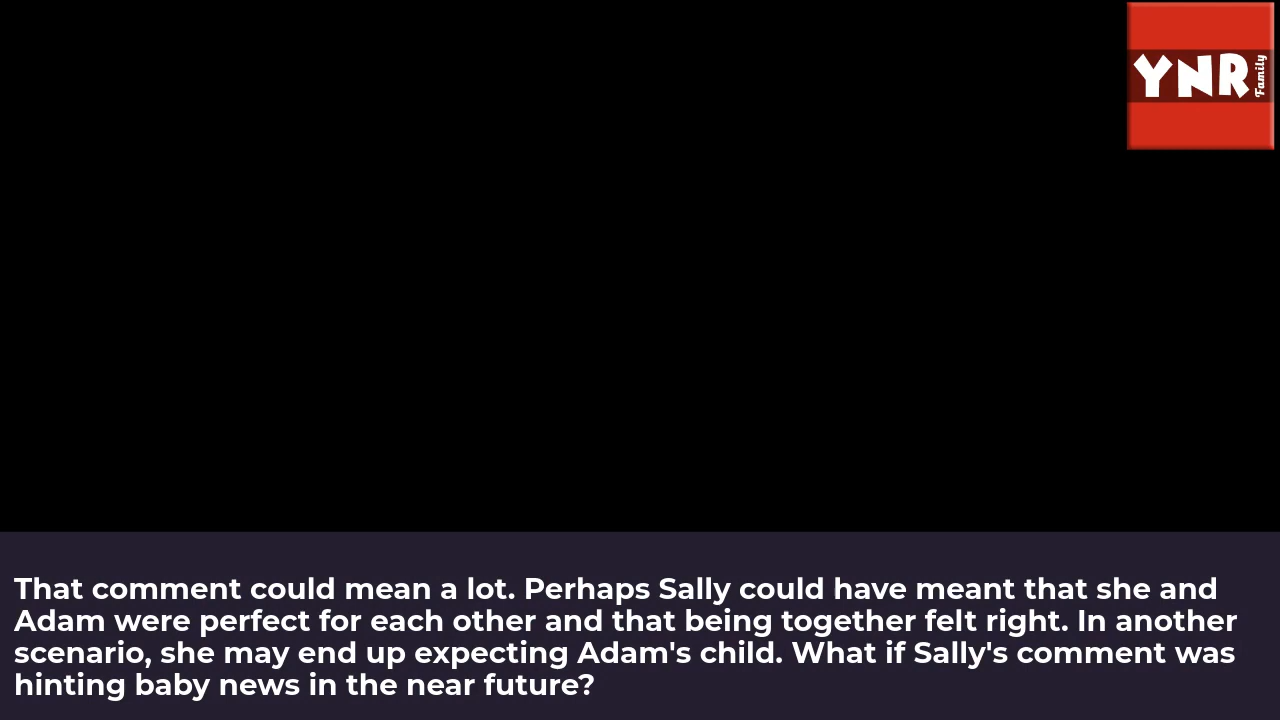 YNR
Family
That comment could mean a lot. Perhaps Sally could have meant that she and
Adam were perfect for each other and that being together felt right. In another
scenario, she may end up expecting Adam's child. What if Sally's comment was
hinting baby news in the near future?